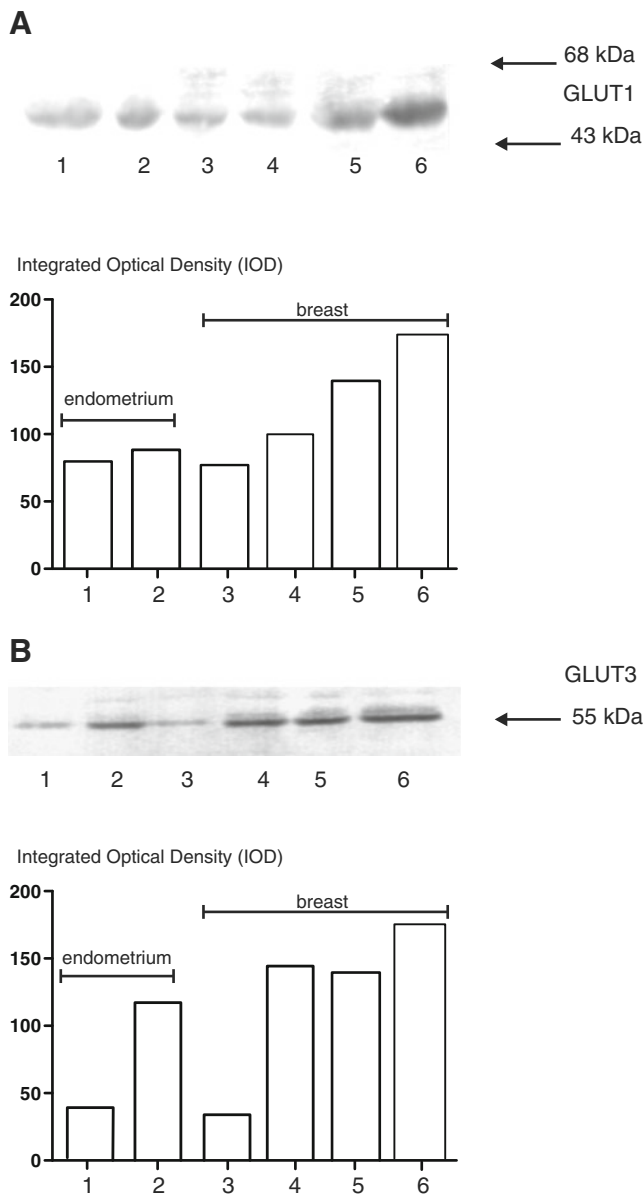 A
68 kDa
GLUT1
43 kDa
1 2 3 4 5 6
Integrated Optical Density (IOD)
200
breast
150
endometrium
100
50
0
1 2 3 4 5 6
B
GLUT3
55 kDa
1 2 3 4 5 6
Integrated Optical Density (IOD)
200
breast
150
endometrium
100
50
0
1 2 3 4 5 6